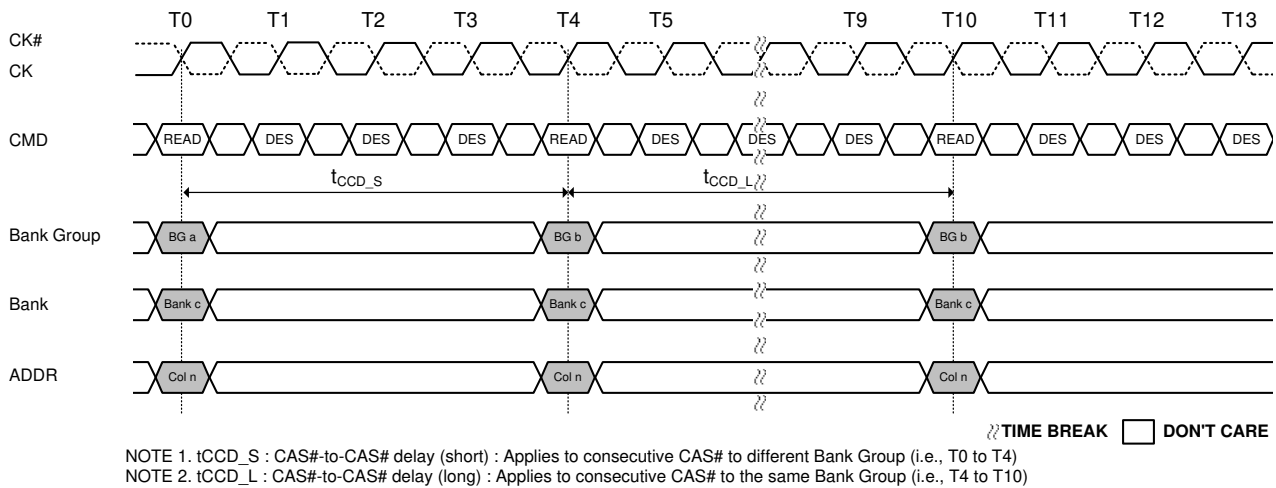 T0 T1 T2 T3 T4 T5 T9 T10 T11 T12 T13
CK#
CK
CMD READ DES DES DES READ DES DES DES READ DES DES DES
tCCD_S tCCD_L
Bank Group BG a BG b BG b
Bank Bank c Bank c Bank c
ADDR Col n Col n Col n
TIME BREAK DON'T CARE
NOTE 1. tCCD_S : CAS#-to-CAS# delay (short) : Applies to consecutive CAS# to different Bank Group (i.e., T0 to T4)
NOTE 2. tCCD_L : CAS#-to-CAS# delay (long) : Applies to consecutive CAS# to the same Bank Group (i.e., T4 to T10)